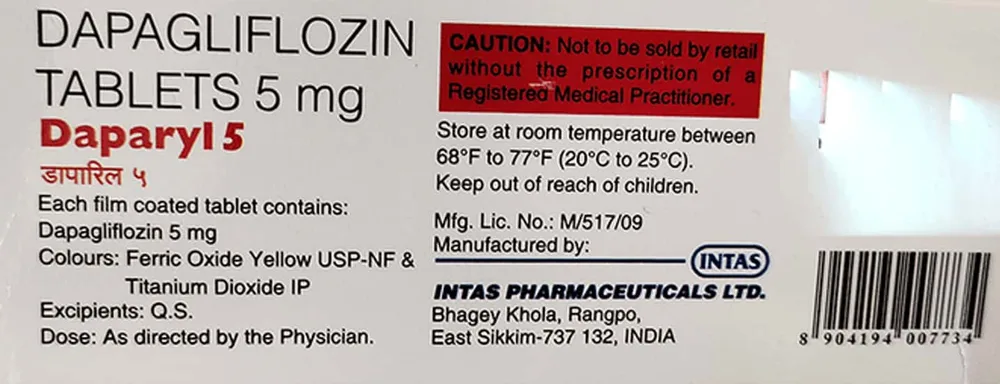 DAPAGLIFLOZIN
TABLETS 5 mg
Daparyl 5
डापारिल ५
Each film coated tablet contains:
Dapagliflozin 5 mg
Colours: Ferric Oxide Yellow USP-NF &
Titanium Dioxide IP
Excipients: Q.S.
Dose: As directed by the Physician.
CAUTION: Not to be sold by retail
without the prescription of a
Registered Medical Practitioner.
Store at room temperature between
68°F to 77°F (20°C to 25°C).
Keep out of reach of children.
Mfg. Lic. No.: M/517/09
Manufactured by:
INTAS
INTAS PHARMACEUTICALS LTD.
Bhagey Khola, Rangpo,
East Sikkim-737 132, INDIA
8 904194 007734